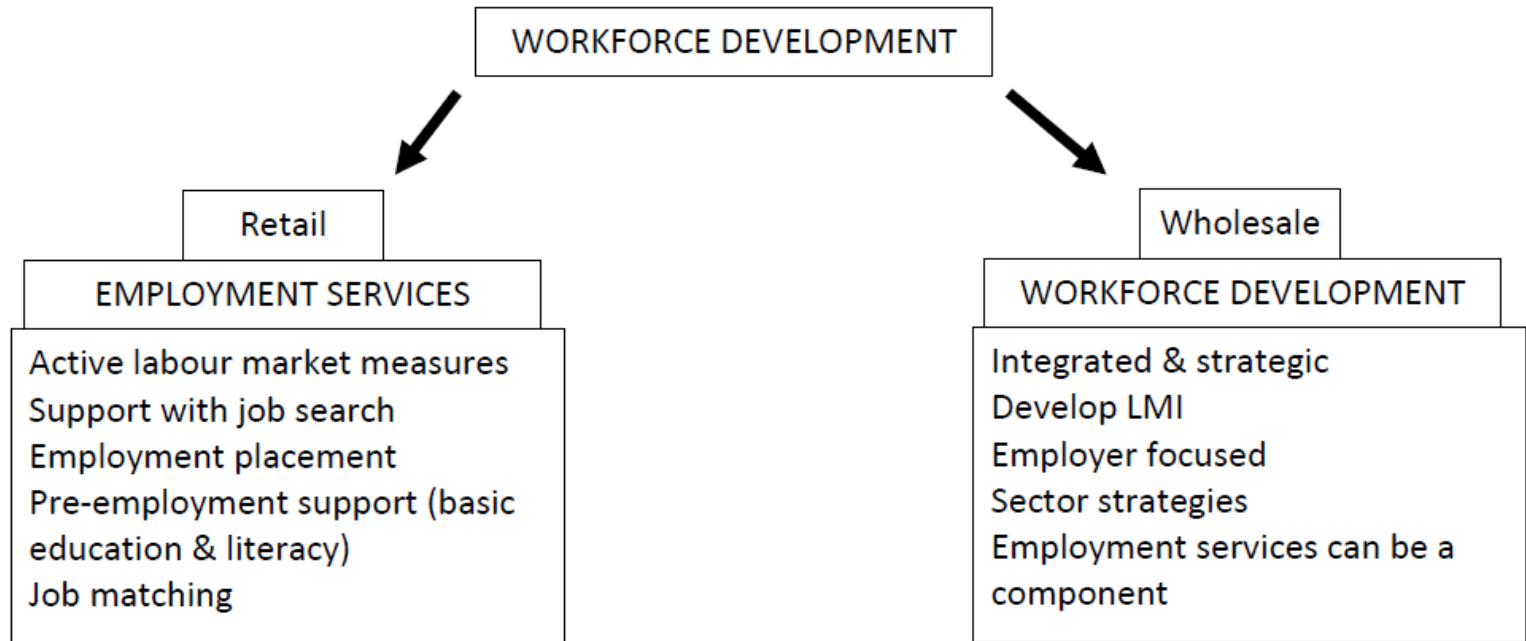 WORKFORCE DEVELOPMENT
Retail
EMPLOYMENT SERVICES
Active labour market measures
Support with job search
Employment placement
Pre-employment support (basic
education & literacy)
Job matching
Wholesale
WORKFORCE DEVELOPMENT
Integrated & strategic
Develop LMI
Employer focused
Sector strategies
Employment services can be a
component